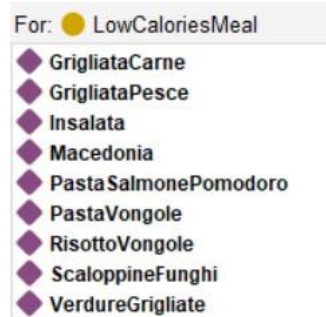 For: LowCaloriesMeal
GrigliataCarne
GrigliataPesce
Insalata
Macedonia
PastaSalmonePomodoro
PastaVongole
RisottoVongole
ScaloppineFunghi
VerdureGrigliate